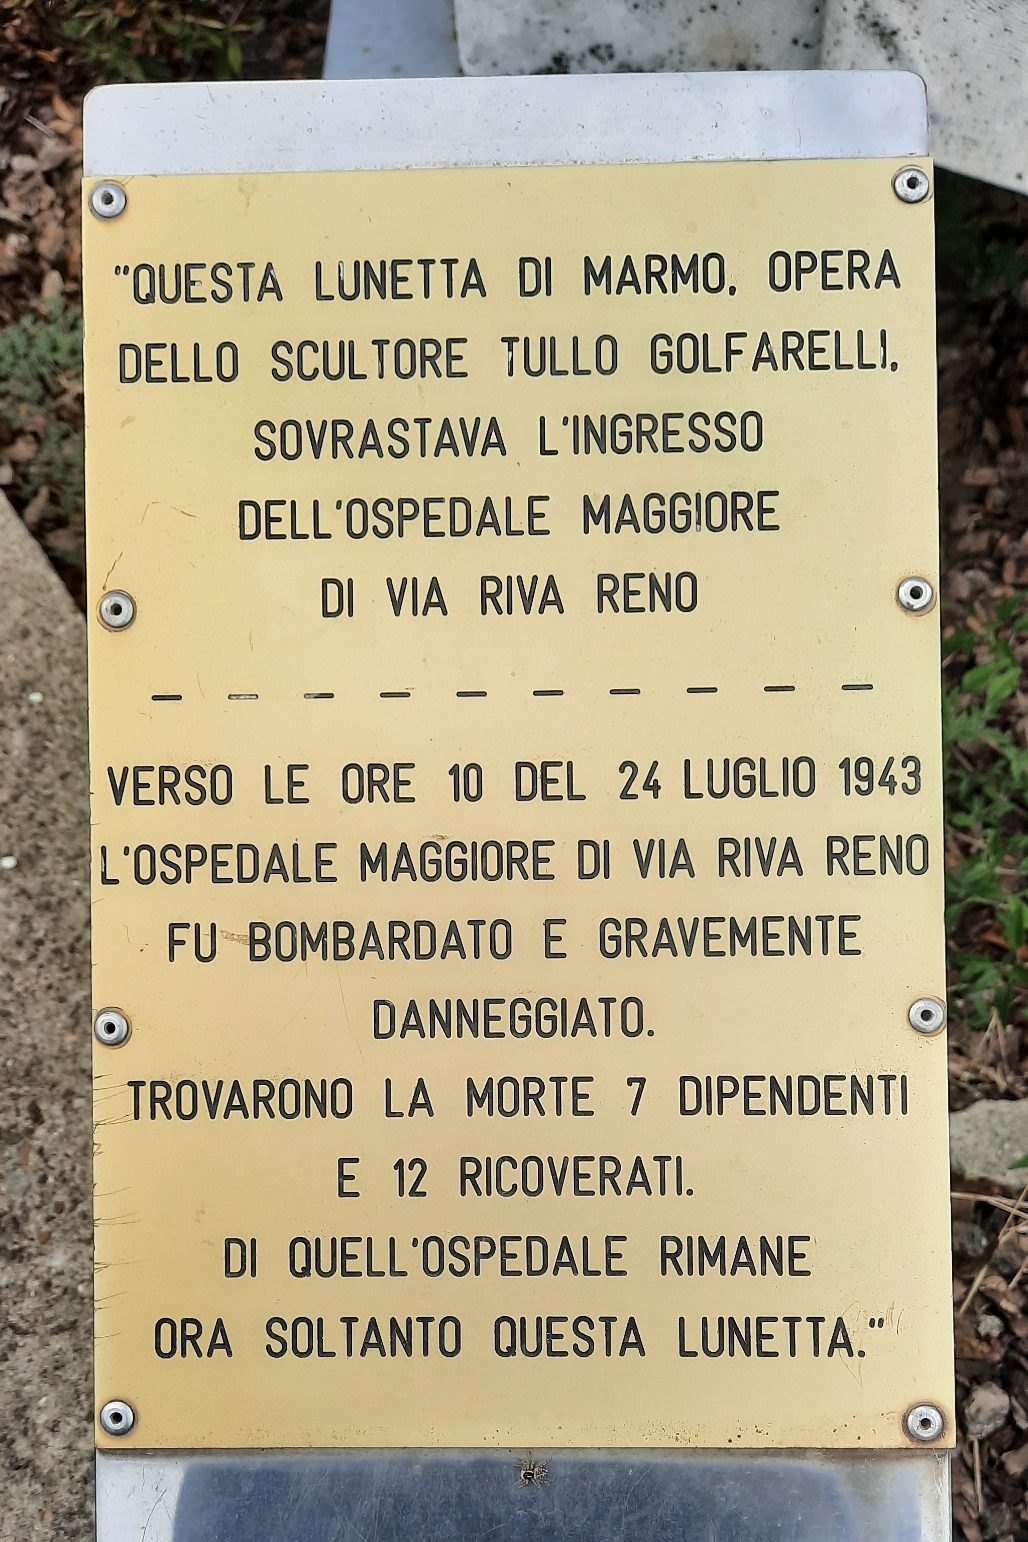 "QUESTA LUNETTA DI MARMO, OPERA
DELLO SCULTORE TULLO GOLFARELLI,
SOVRASTAVA L'INGRESSO
DELL'OSPEDALE MAGGIORE
DI VIA RIVA RENO
– – – – – – – – – –
VERSO LE ORE 10 DEL 24 LUGLIO 1943
L'OSPEDALE MAGGIORE DI VIA RIVA RENO
FU BOMBARDATO E GRAVEMENTE
DANNEGGIATO.
TROVARONO LA MORTE 7 DIPENDENTI
E 12 RICOVERATI.
DI QUELL'OSPEDALE RIMANE
ORA SOLTANTO QUESTA LUNETTA."